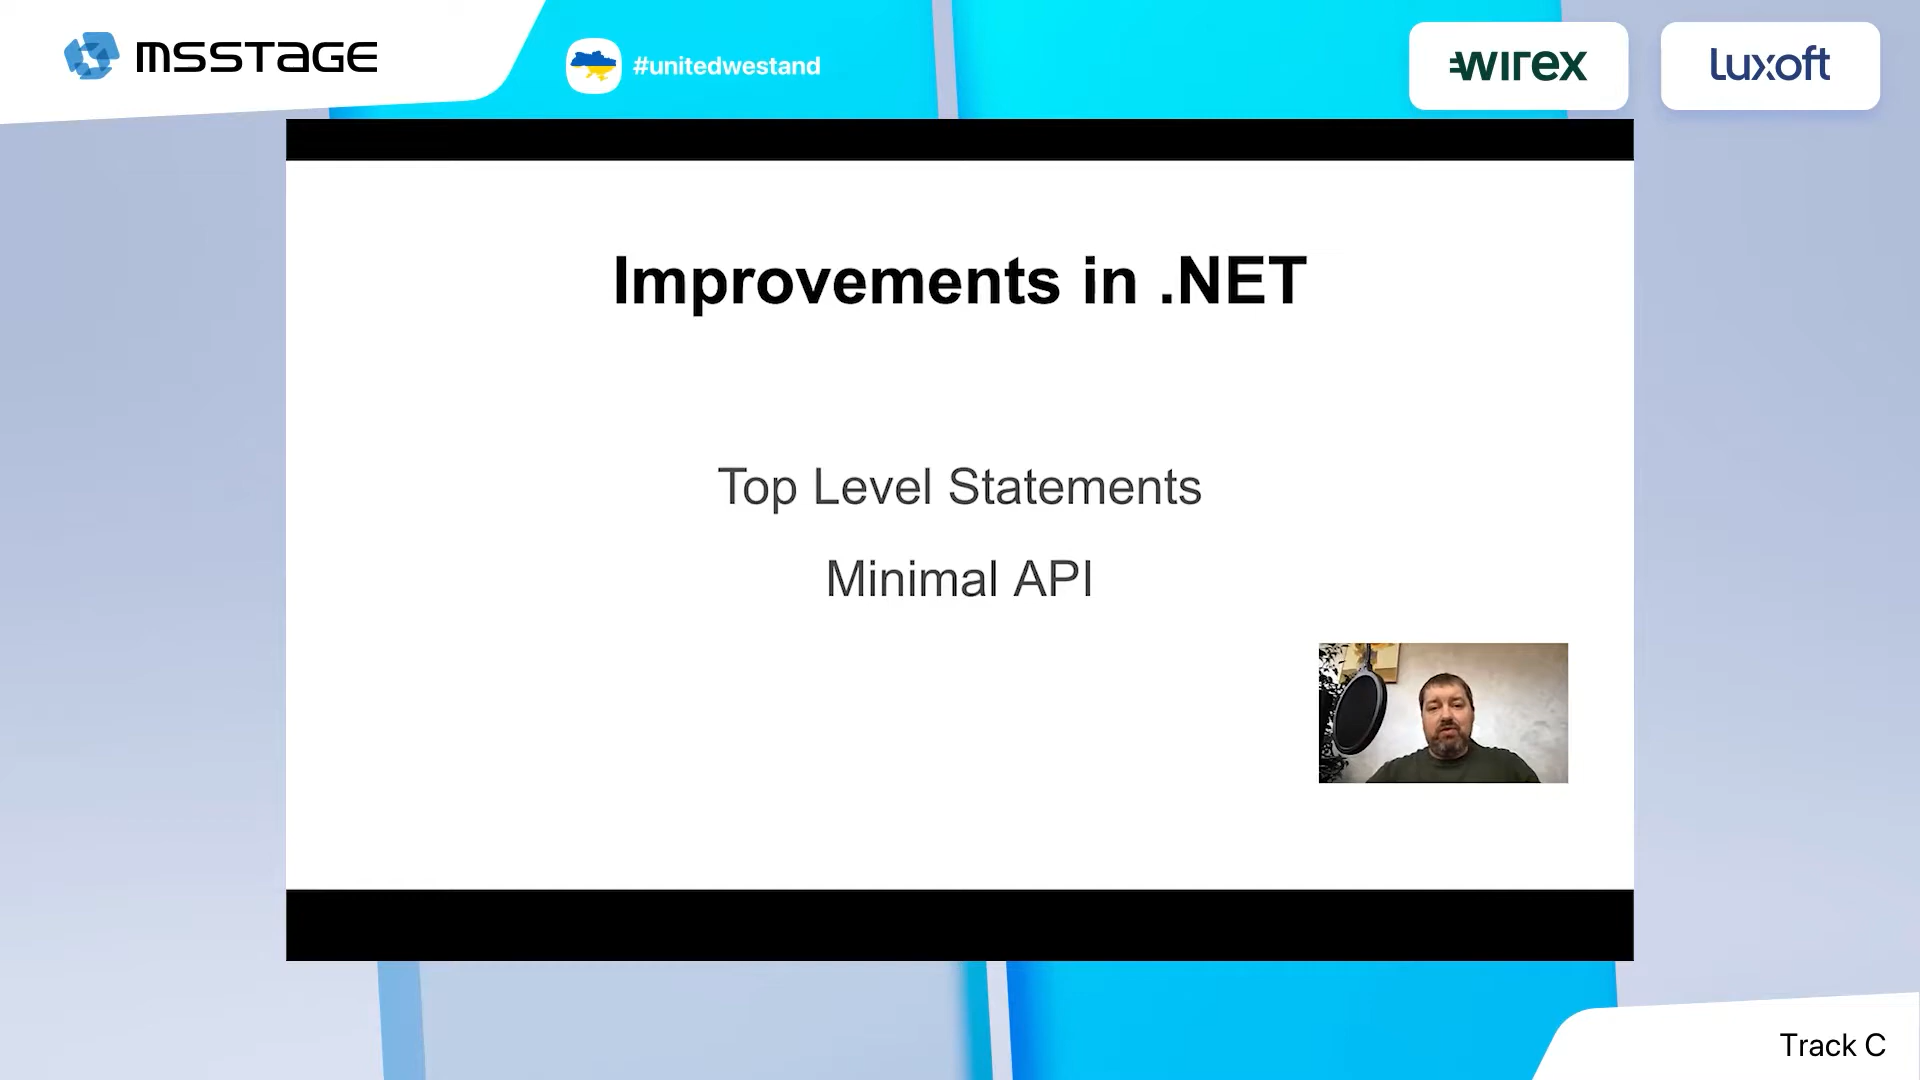 MSSTAGE
#unitedwestand
wirex
luxoft
Improvements in .NET
Top Level Statements
Minimal API
Track C